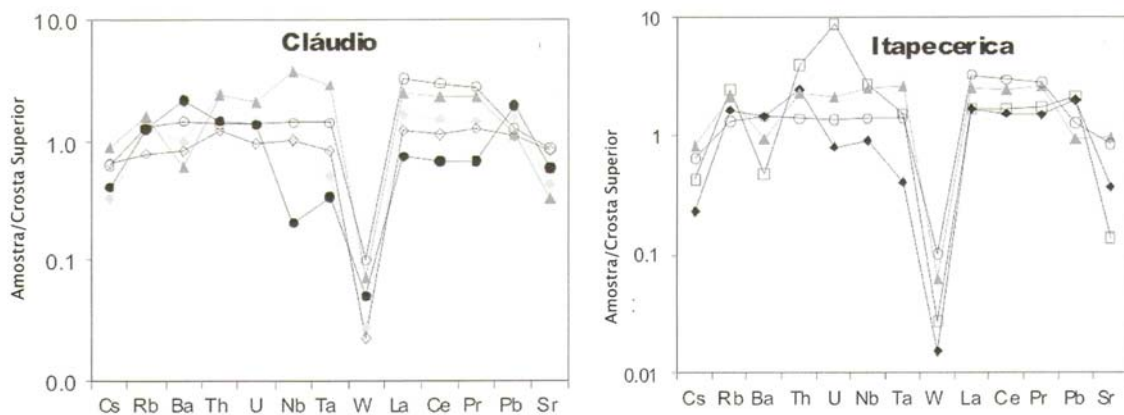 Cláudio
Amostra/Crosta Superior
10.0
1.0
0.1
0.0
Cs Rb Ba Th U Nb Ta W La Ce Pr Pb Sr
Itapecerica
Amostra/Crosta Superior
10
1
0.1
0.01
Cs Rb Ba Th U Nb Ta W La Ce Pr Pb Sr